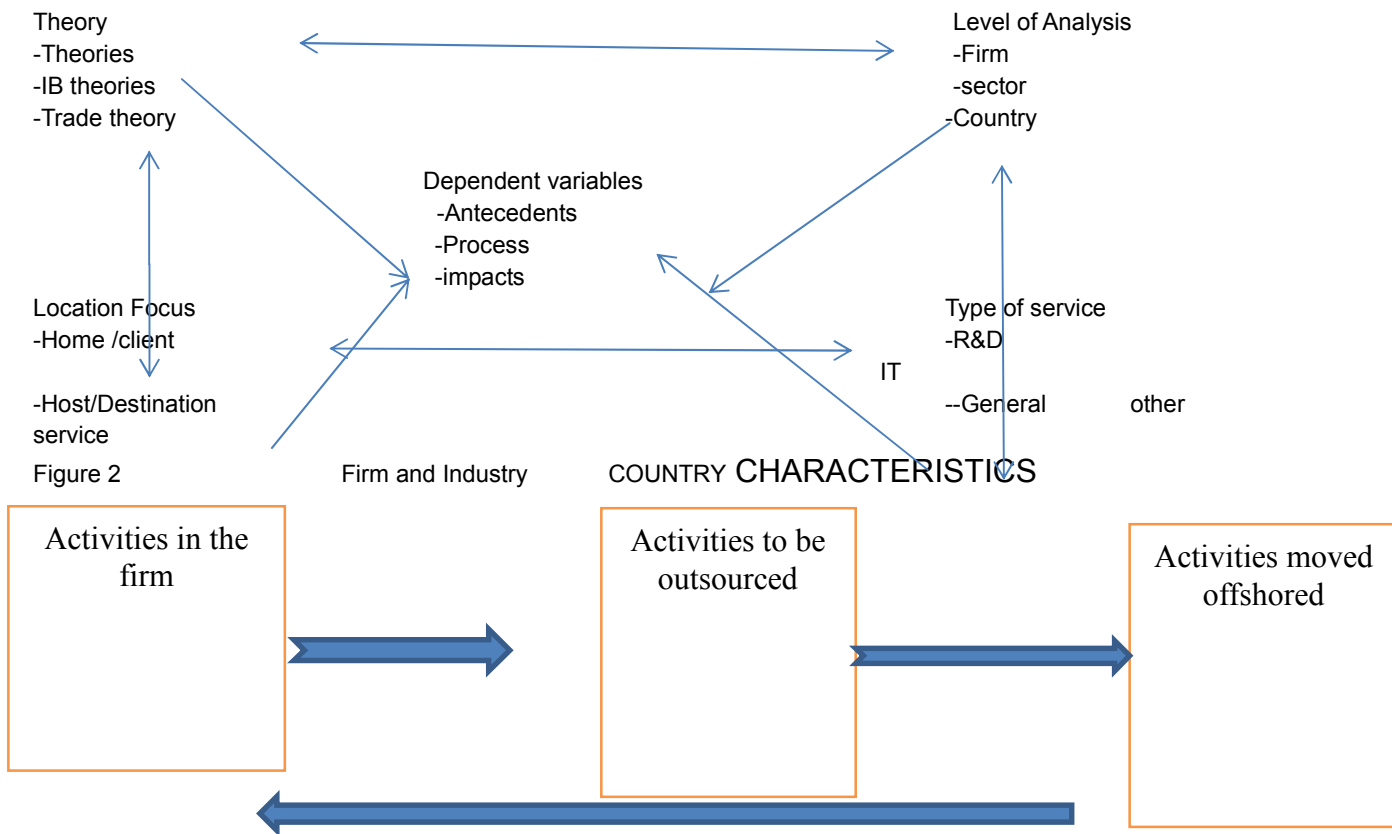 Theory
-Theories
-IB theories
-Trade theory
Level of Analysis
-Firm
-sector
-Country
Dependent variables
-Antecedents
-Process
-impacts
Location Focus
-Home /client
-Host/Destination
service
Type of service
-R&D
IT
--General other
Figure 2 Firm and Industry COUNTRY CHARACTERISTICS
Activities in the
firm
Activities to be
outsourced
Activities moved
offshored